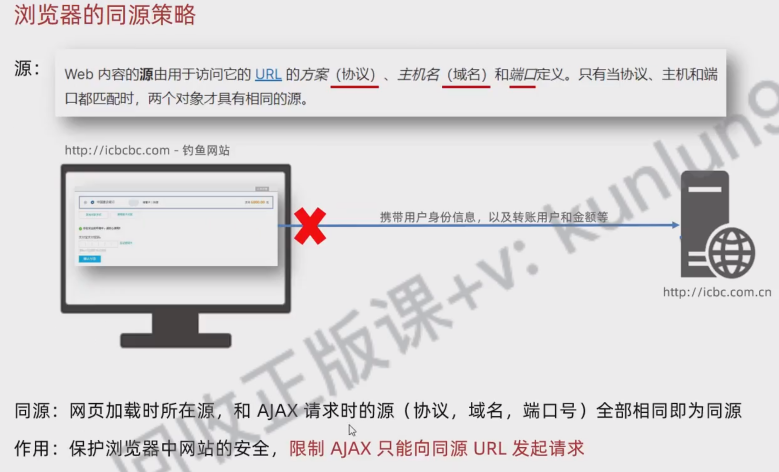 浏览器的同源策略
源：
Web 内容的源由用于访问它的 URL 的方案（协议）、主机名（域名）和端口定义。只有当协议、主机和端
口都匹配时，两个对象才具有相同的源。
http://icbcbc.com - 钓鱼网站
携带用户身份信息，以及转账用户和金额等
http://icbc.com.cn
同源：网页加载时所在源，和 AJAX 请求时的源（协议，域名，端口号）全部相同即为同源
作用：保护浏览器中网站的安全，限制 AJAX 只能向同源 URL 发起请求
回收正版课+v: kunlung